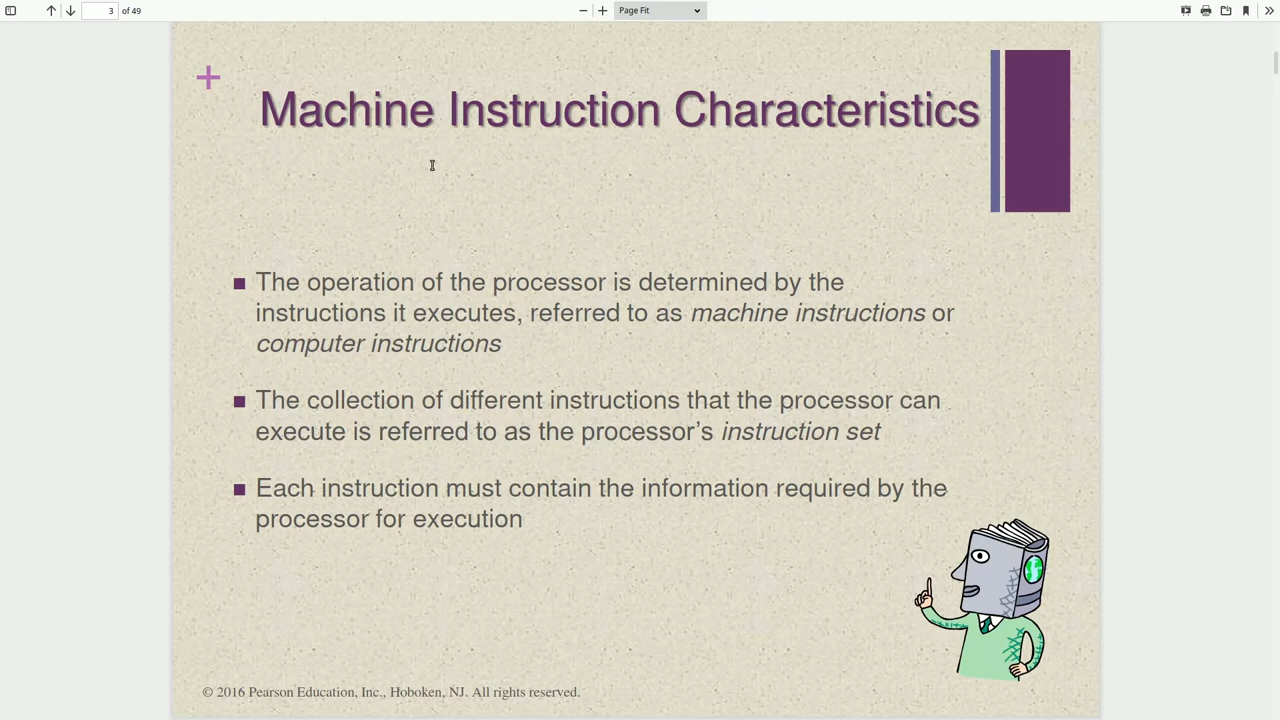 3 of 49 Page Fit
+
Machine Instruction Characteristics
The operation of the processor is determined by the
instructions it executes, referred to as machine instructions or
computer instructions
The collection of different instructions that the processor can
execute is referred to as the processor’s instruction set
Each instruction must contain the information required by the
processor for execution
© 2016 Pearson Education, Inc., Hoboken, NJ. All rights reserved.